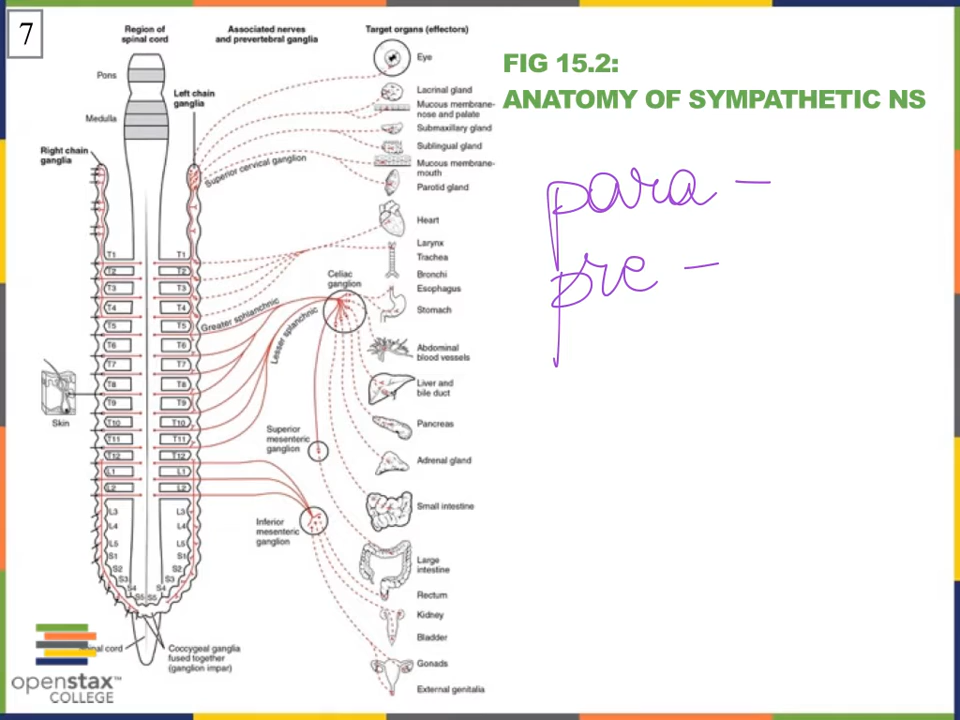 7
Region of
spinal cord
Associated nerves
and prevertebral ganglia
Target organs (effectors)
FIG 15.2:
ANATOMY OF SYMPATHETIC NS
para –
pre –
Pons
Medulla
Left chain
ganglia
Right chain
ganglia
Superior cervical ganglion
Eye
Lacrinal gland
Mucous membrane-
nose and palate
Submaxillary gland
Sublingual gland
Mucous membrane-
mouth
Parotid gland
Heart
Larynx
Trachea
Bronchi
Esophagus
Stomach
Abdominal
blood vessels
Liver and
bile duct
Pancreas
Adrenal gland
Small intestine
Large
intestine
Rectum
Kidney
Bladder
Gonads
External genitalia
Celiac
ganglion
Greater sphlanchnic
Lesser splanchnic
Superior
mesenteric
ganglion
Inferior
mesenteric
ganglion
Skin
T1 T1
T2 T2
T3 T3
T4 T4
T5 T5
T6 T6
T7 T7
T8 T8
T9 T9
T10 T10
T11 T11
T12 T12
L1 L1
L2 L2
L3 L3
L4 L4
L5 L5
S1 S1
S2 S2
S3 S3
S4 S4
S5 S5
cord
Coccygeal ganglia
fused together
(ganglion impar)
openstax™
COLLEGE